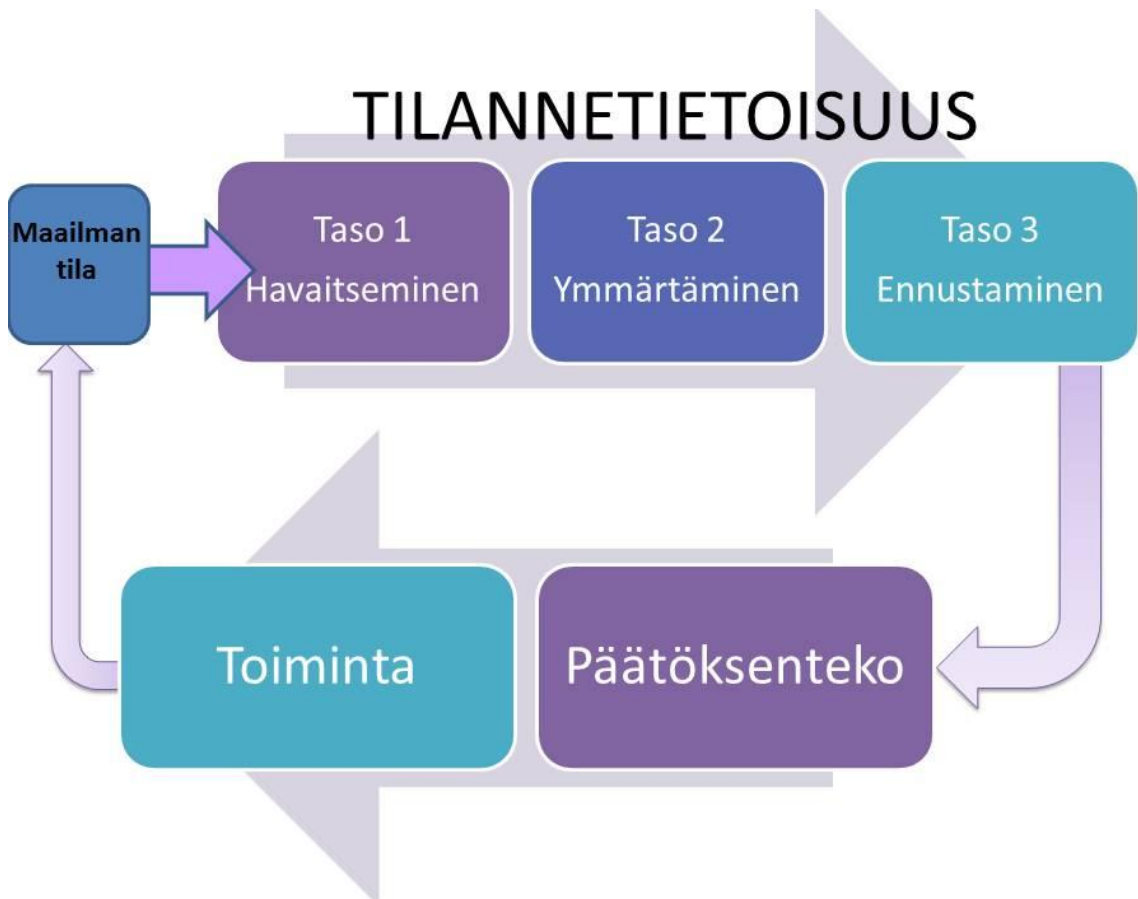 TILANNETIETOISUUS
Maailman
tila
Taso 1
Havaitseminen
Taso 2
Ymmärtäminen
Taso 3
Ennustaminen
Toiminta
Päätöksenteko